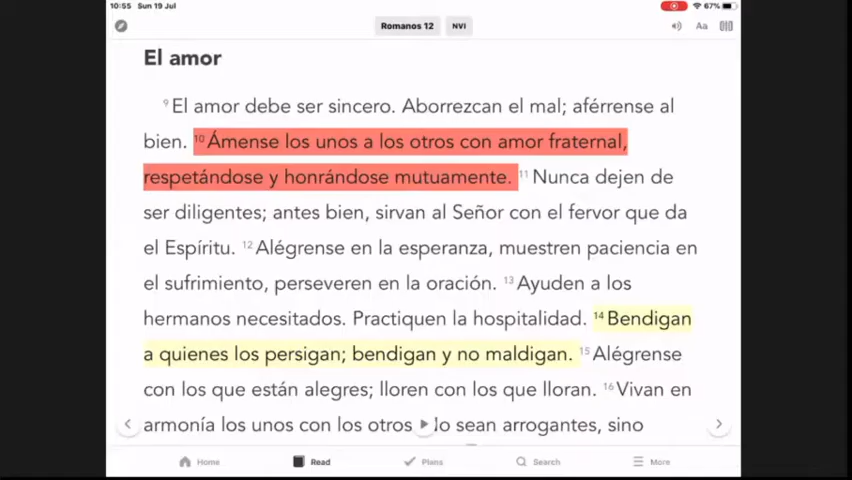 10:55 Sun 19 Jul 67%
Romanos 12 NVI Aa
El amor
9 El amor debe ser sincero. Aborrezcan el mal; aférrense al
bien. 10 Ámense los unos a los otros con amor fraternal,
respetándose y honrándose mutuamente. 11 Nunca dejen de
ser diligentes; antes bien, sirvan al Señor con el fervor que da
el Espíritu. 12 Alégrense en la esperanza, muestren paciencia en
el sufrimiento, perseveren en la oración. 13 Ayuden a los
hermanos necesitados. Practiquen la hospitalidad. 14 Bendigan
a quienes los persigan; bendigan y no maldigan. 15 Alégrense
con los que están alegres; lloren con los que lloran. 16 Vivan en
armonía los unos con los otros sean arrogantes, sino
Home Read Plans Search More